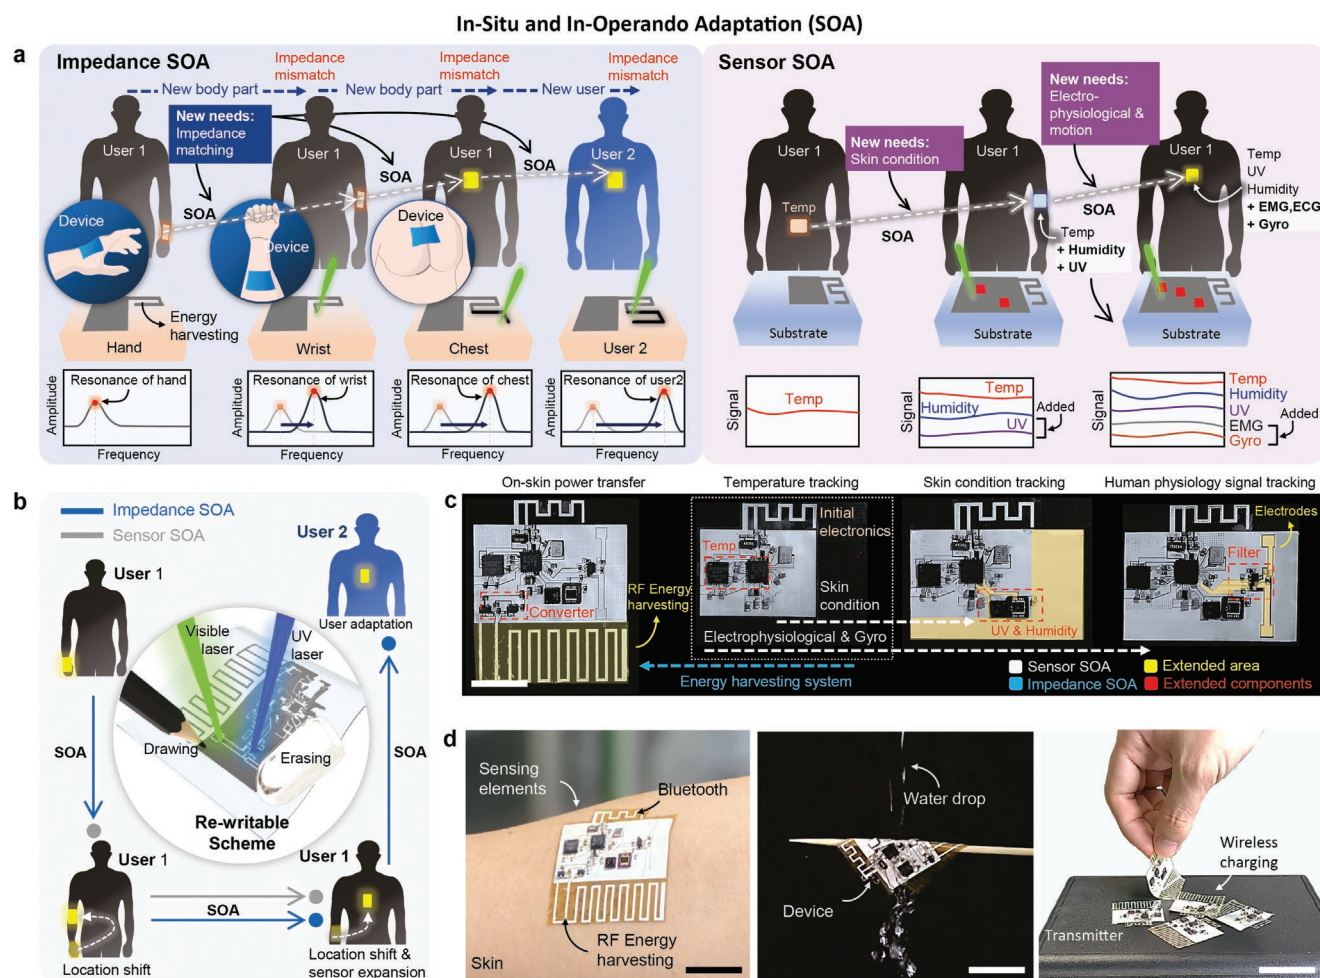 In-Situ and In-Operando Adaptation (SOA)
a
Impedance SOA
Impedance
mismatch
Impedance
mismatch
Impedance
mismatch
New body part
New body part
New user
New needs:
Impedance
matching
User 1
User 1
User 1
User 2
SOA
SOA
SOA
Device
Device
Device
Energy
harvesting
Hand
Wrist
Chest
User 2
Amplitude
Resonance of hand
Frequency
Amplitude
Resonance of wrist
Frequency
Amplitude
Resonance of chest
Frequency
Amplitude
Resonance of user2
Frequency
Sensor SOA
New needs:
Skin condition
New needs:
Electro-
physiological &
motion
User 1
User 1
User 1
Temp
SOA
SOA
Temp
+ Humidity
+ UV
Temp
UV
Humidity
+ EMG,ECG
+ Gyro
Substrate
Substrate
Substrate
Signal
Temp
Signal
Temp
Humidity
UV
Added
Signal
Temp
Humidity
UV
EMG
Gyro
Added
b
Impedance SOA
Sensor SOA
User 2
User adaptation
User 1
Visible
laser
UV
laser
Drawing
Erasing
Re-writable
Scheme
SOA
SOA
User 1
User 1
SOA
Location shift
Location shift &
sensor expansion
c
On-skin power transfer
Temperature tracking
Skin condition tracking
Human physiology signal tracking
Converter
RF Energy
harvesting
Initial
electronics
Temp
Skin
condition
Electrophysiological & Gyro
UV & Humidity
Electrodes
Filter
Energy harvesting system
Sensor SOA
Extended area
Impedance SOA
Extended components
d
Sensing
elements
Bluetooth
RF Energy
harvesting
Skin
Water drop
Device
Wireless
charging
Transmitter